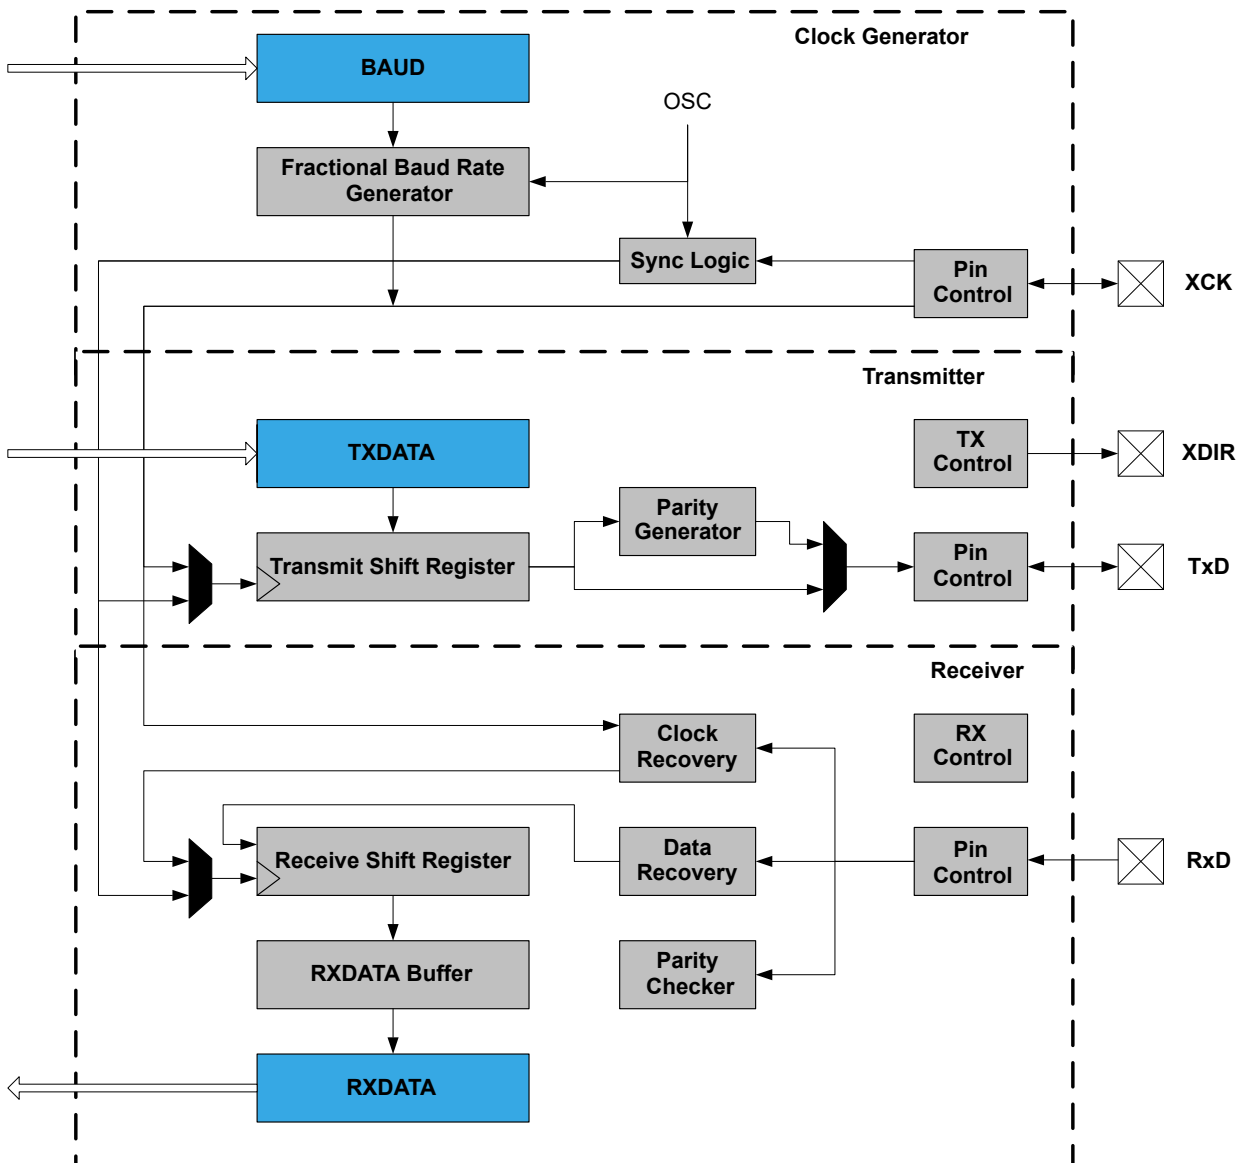 Clock Generator
BAUD
OSC
Fractional Baud Rate
Generator
Sync Logic
Pin
Control
XCK
Transmitter
TXDATA
TX
Control
XDIR
Parity
Generator
Transmit Shift Register
Pin
Control
TxD
Receiver
Clock
Recovery
RX
Control
Receive Shift Register
Data
Recovery
Pin
Control
RxD
RXDATA Buffer
Parity
Checker
RXDATA